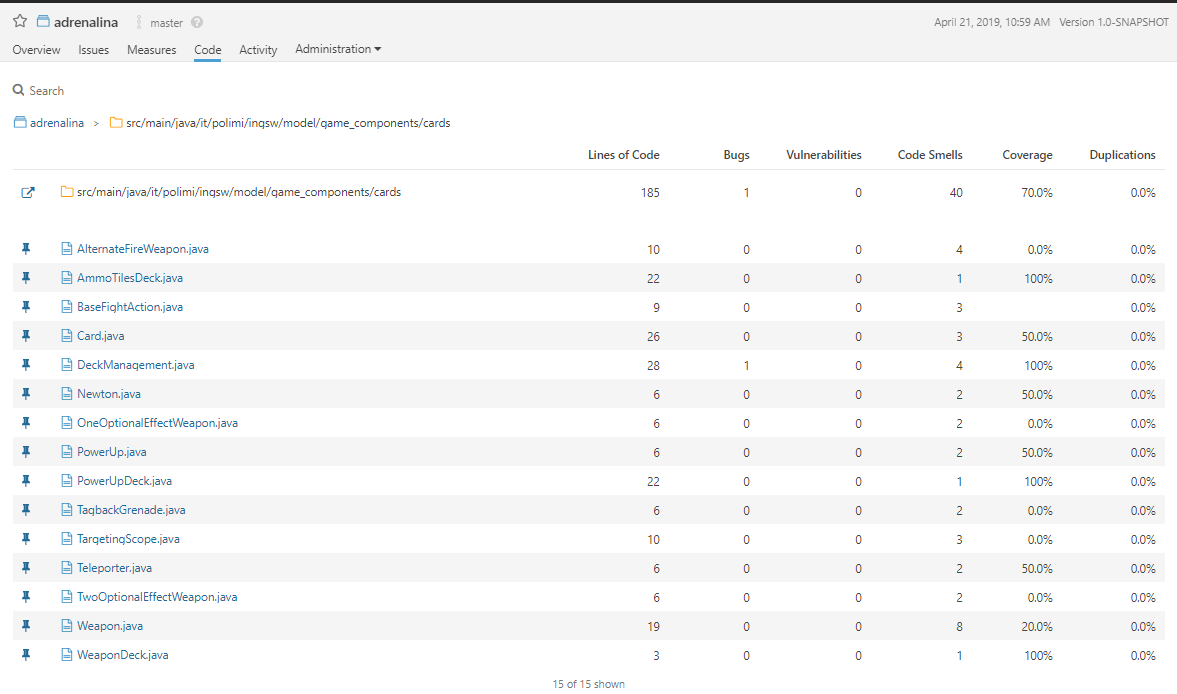 adrenalina master April 21, 2019, 10:59 AM Version 1.0-SNAPSHOT
Overview Issues Measures Code Activity Administration
Search
adrenalina > src/main/java/it/polimi/ingsw/model/game_components/cards
Lines of Code Bugs Vulnerabilities Code Smells Coverage Duplications
src/main/java/it/polimi/ingsw/model/game_components/cards 185 1 0 40 70.0% 0.0%
AlternateFireWeapon.java 10 0 0 4 0.0% 0.0%
AmmoTilesDeck.java 22 0 0 1 100% 0.0%
BaseFightAction.java 9 0 0 3 0.0%
Card.java 26 0 0 3 50.0% 0.0%
DeckManagement.java 28 1 0 4 100% 0.0%
Newton.java 6 0 0 2 50.0% 0.0%
OneOptionalEffectWeapon.java 6 0 0 2 0.0% 0.0%
PowerUp.java 6 0 0 2 50.0% 0.0%
PowerUpDeck.java 22 0 0 1 100% 0.0%
TagbackGrenade.java 6 0 0 2 0.0% 0.0%
TargetingScope.java 10 0 0 3 0.0% 0.0%
Teleporter.java 6 0 0 2 50.0% 0.0%
TwoOptionalEffectWeapon.java 6 0 0 2 0.0% 0.0%
Weapon.java 19 0 0 8 20.0% 0.0%
WeaponDeck.java 3 0 0 1 100% 0.0%
15 of 15 shown